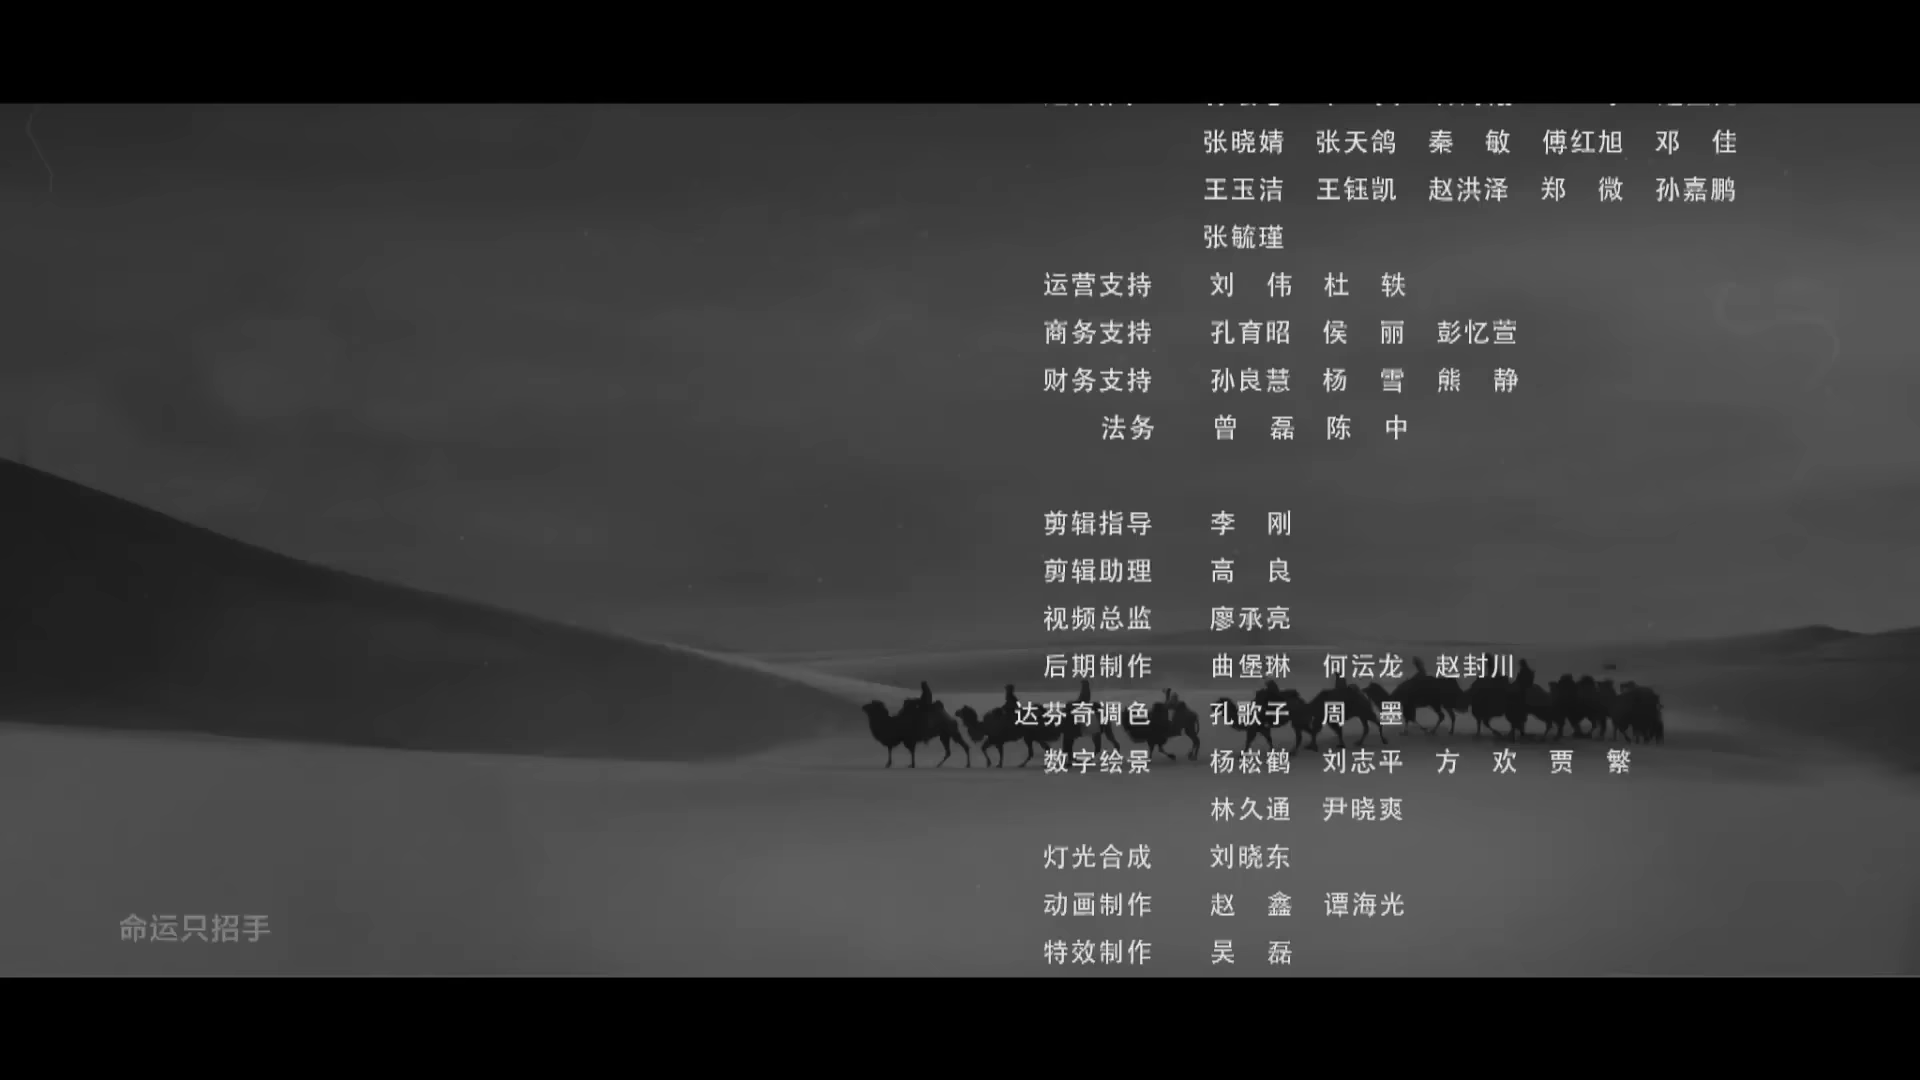 张晓婧 张天鸽 秦 敏 傅红旭 邓 佳
王玉洁 王钰凯 赵洪泽 郑 微 孙嘉鹏
张毓瑾
运营支持 刘 伟 杜 轶
商务支持 孔育昭 侯 丽 彭忆萱
财务支持 孙良慧 杨 雪 熊 静
法务 曾 磊 陈 中
剪辑指导 李 刚
剪辑助理 高 良
视频总监 廖承亮
后期制作 曲堡琳 何沄龙 赵封川
达芬奇调色 孔歌子 周 墨
数字绘景 杨崧鹤 刘志平 方 欢 贾 繁
林久通 尹晓爽
灯光合成 刘晓东
动画制作 赵 鑫 谭海光
特效制作 吴 磊
命运只招手